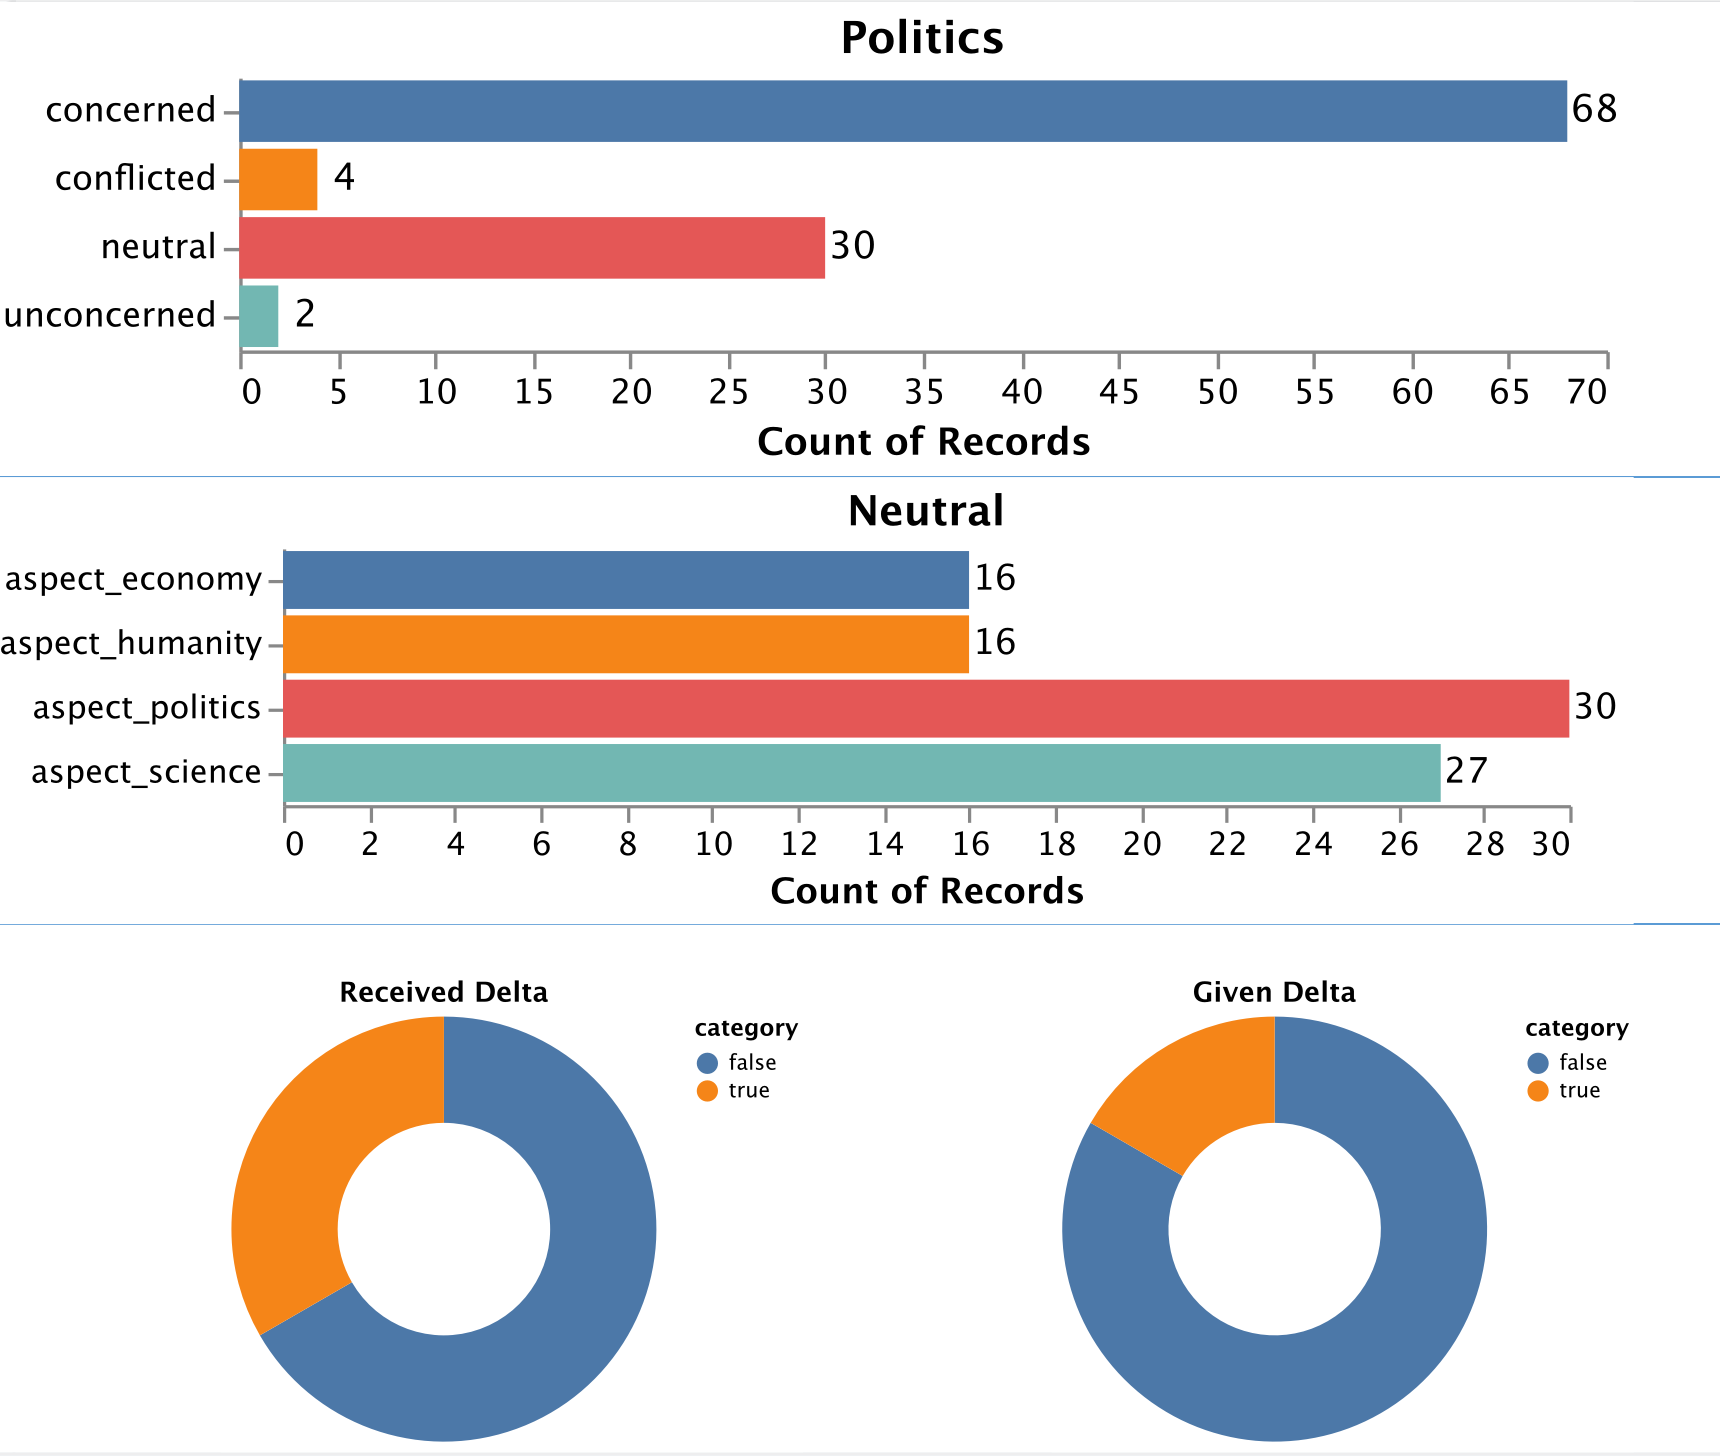 Politics
concerned 68
conflicted 4
neutral 30
unconcerned 2
0 5 10 15 20 25 30 35 40 45 50 55 60 65 70
Count of Records
Neutral
aspect_economy 16
aspect_humanity 16
aspect_politics 30
aspect_science 27
0 2 4 6 8 10 12 14 16 18 20 22 24 26 28 30
Count of Records
Received Delta
category
false
true
Given Delta
category
false
true